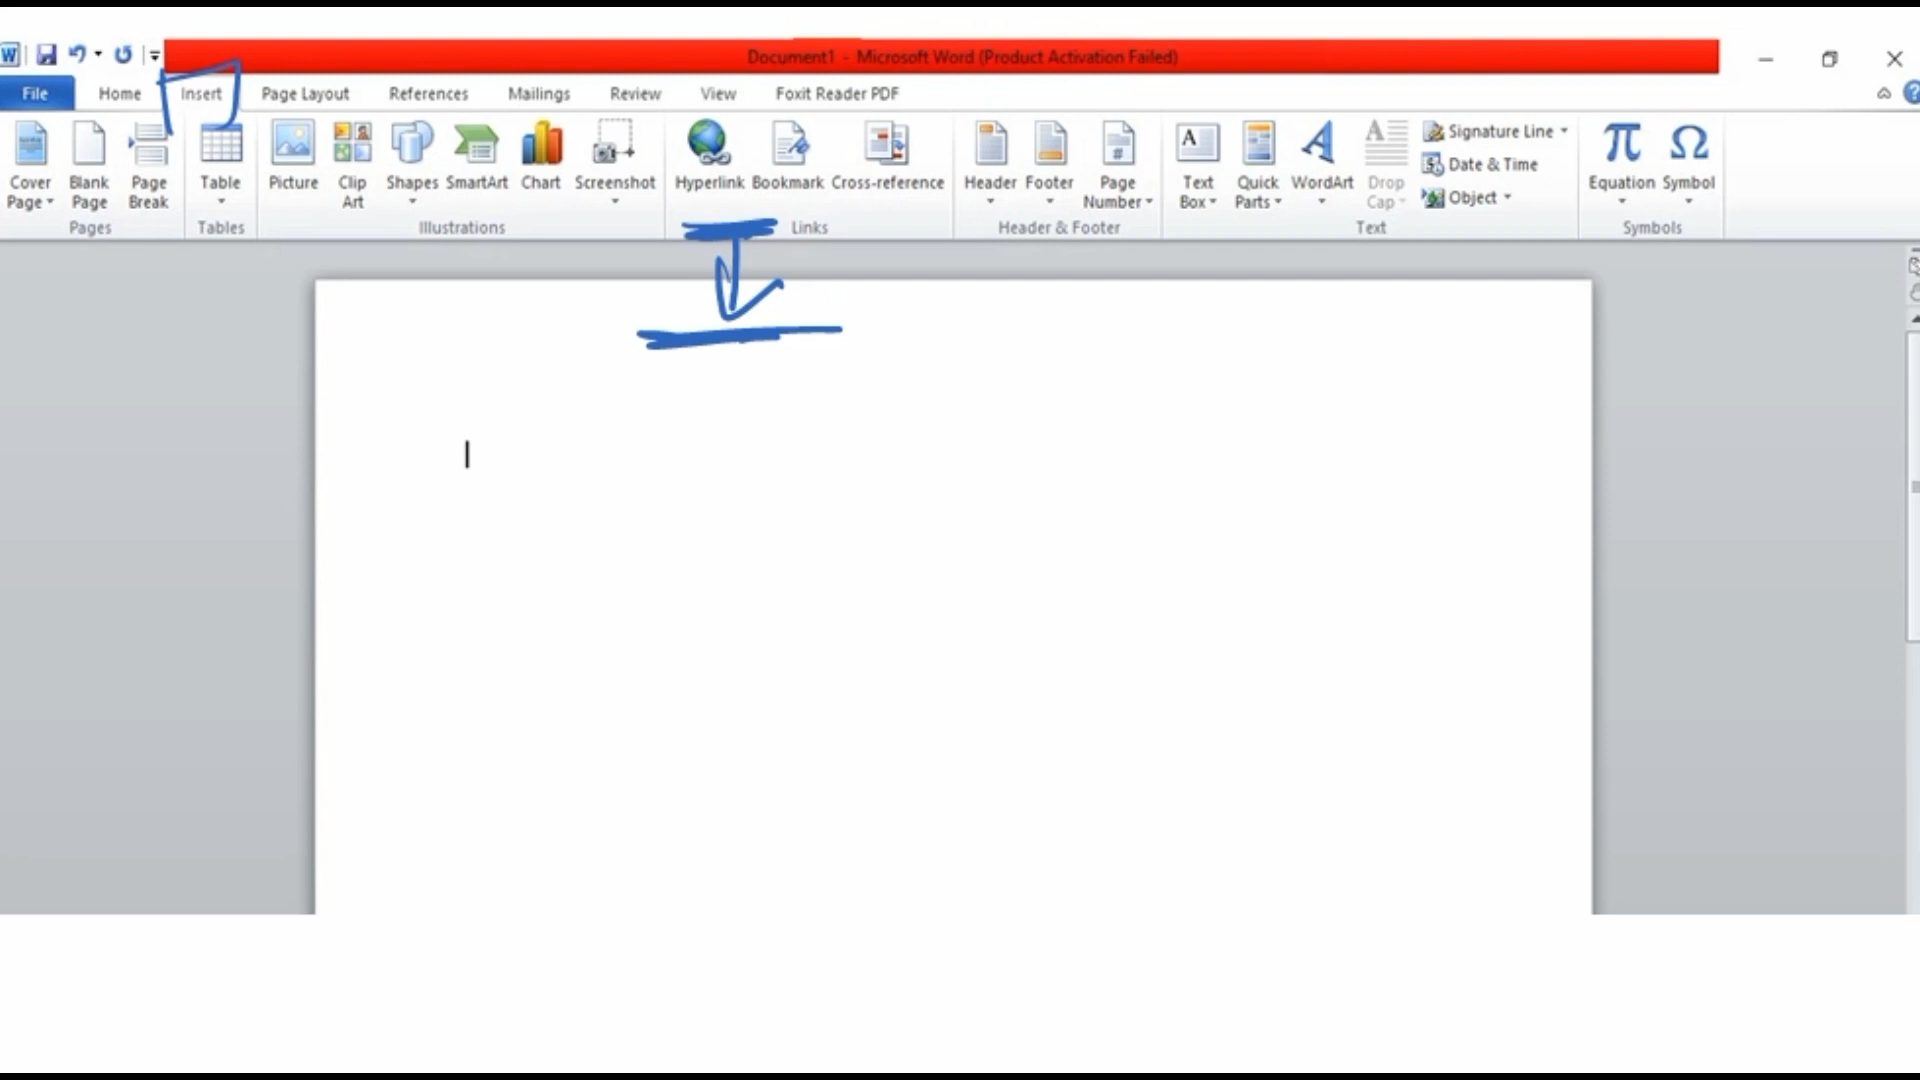 Document1 - Microsoft Word (Product Activation Failed)
File Home Insert Page Layout References Mailings Review View Foxit Reader PDF
Cover Page Blank Page Page Break Table Picture Clip Art Shapes SmartArt Chart Screenshot Hyperlink Bookmark Cross-reference Header Footer Page Number Text Box Quick Parts WordArt Drop Cap Signature Line Date & Time Object Equation Symbol
Pages Tables Illustrations Links Header & Footer Text Symbols